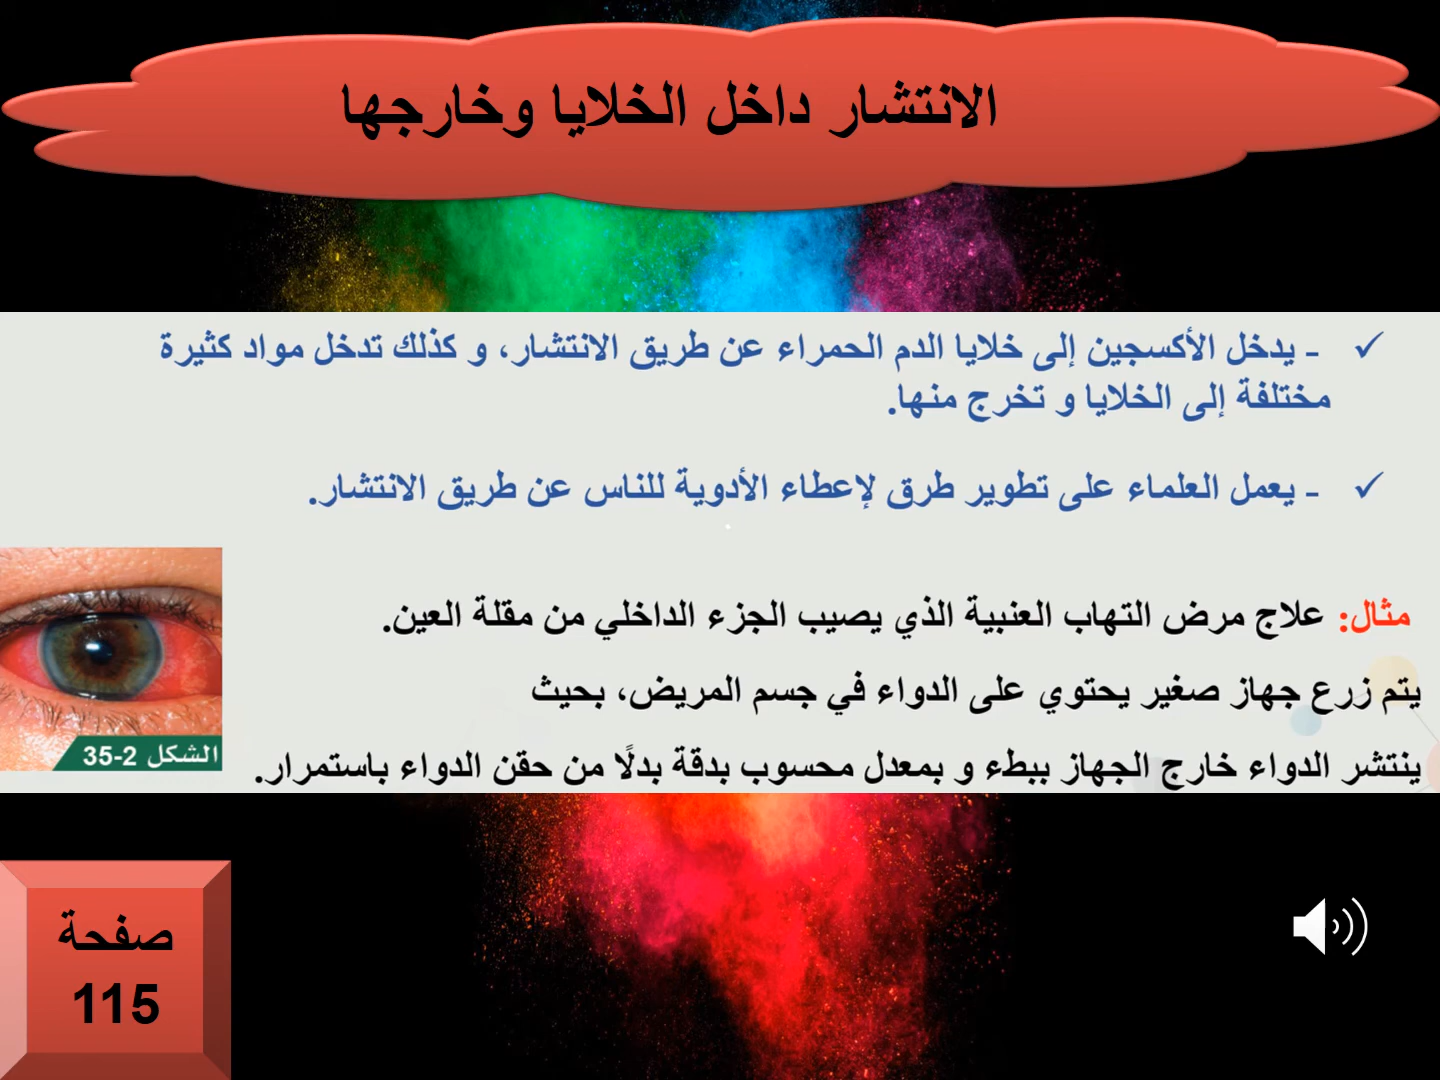 الانتشار داخل الخلايا وخارجها
✓ - يدخل الأكسجين إلى خلايا الدم الحمراء عن طريق الانتشار، و كذلك تدخل مواد كثيرة
مختلفة إلى الخلايا و تخرج منها.
✓ - يعمل العلماء على تطوير طرق لإعطاء الأدوية للناس عن طريق الانتشار.
مثال: علاج مرض التهاب العنبية الذي يصيب الجزء الداخلي من مقلة العين.
يتم زرع جهاز صغير يحتوي على الدواء في جسم المريض، بحيث
ينتشر الدواء خارج الجهاز ببطء و بمعدل محسوب بدقة بدلًا من حقن الدواء باستمرار.
الشكل 2-35
صفحة
115